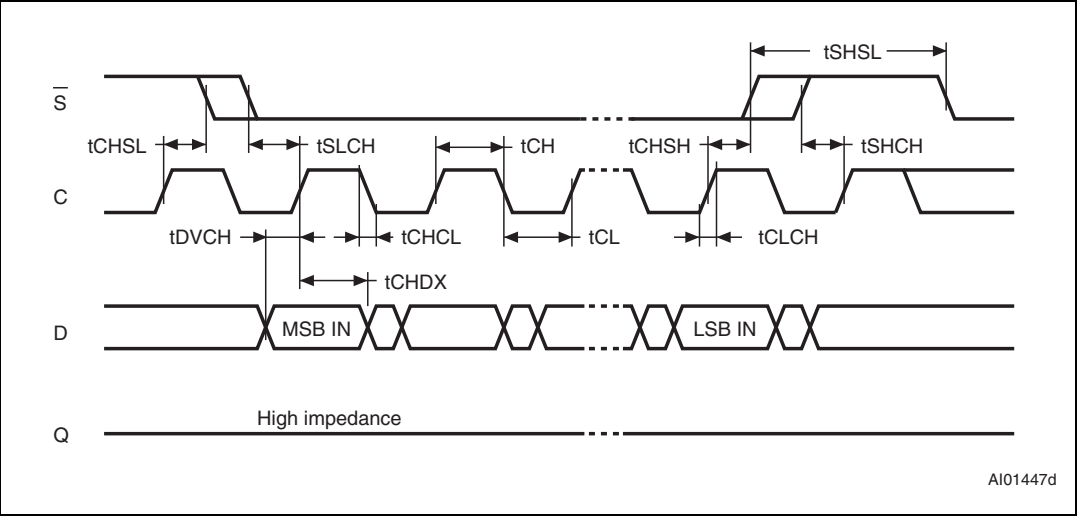 tSHSL
S̅
tCHSL
tSLCH
tCH
tCHSH
tSHCH
C
tDVCH
tCHCL
tCL
tCLCH
tCHDX
D
MSB IN
LSB IN
High impedance
Q
AI01447d